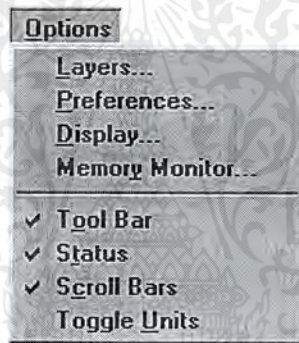 Options
Layers...
Preferences...
Display...
Memory Monitor...
✓ Tool Bar
✓ Status
✓ Scroll Bars
Toggle Units